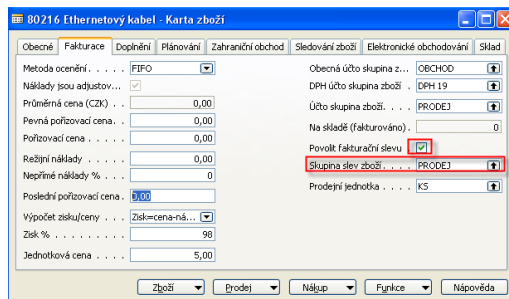 80216 Ethernetový kabel - Karta zboží
Obecné Fakturace Doplnění Plánování Zahraniční obchod Sledování zboží Elektronické obchodování Sklad
Metoda ocenění. . . . . FIFO
Náklady jsou adjustov...
Průměrná cena (CZK) . . 0,00
Pevná pořizovací cena. . 0,00
Pořizovací cena . . . . . 0,00
Režijní náklady . . . . . 0,00
Nepřímé náklady % . . . 0
Poslední pořizovací cena . 0,00
Výpočet zisku/ceny . . . Zisk=cena-ná...
Zisk % . . . . . . . . . 98
Jednotková cena . . . . 5,00
Obecná účto skupina z... OBCHOD
DPH účto skupina zboží . DPH 19
Účto skupina zboží. . . . PRODEJ
Na skladě (fakturováno) . 0
Povolit fakturační slevu
Skupina slev zboží. . . . . PRODEJ
Prodejní jednotka . . . . KS
Zboží Prodej Nákup Funkce Nápověda